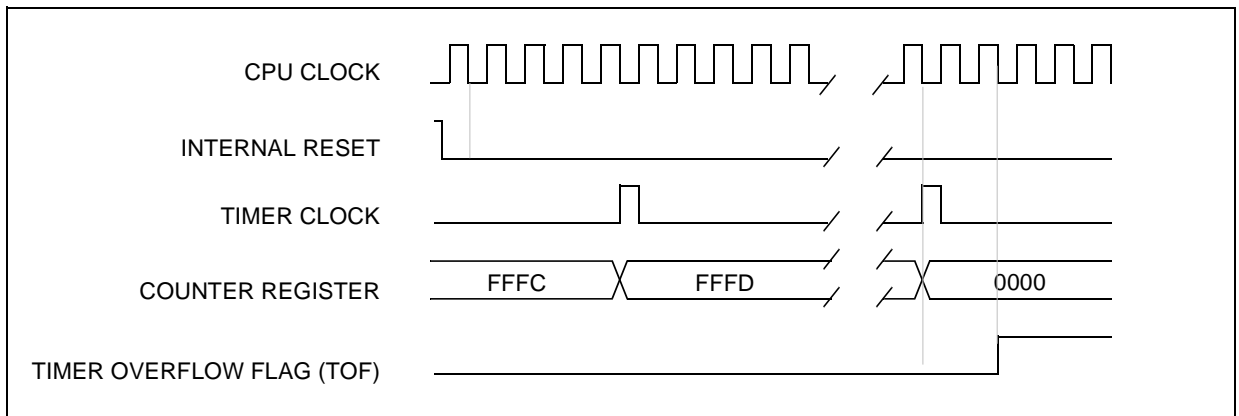 CPU CLOCK
INTERNAL RESET
TIMER CLOCK
COUNTER REGISTER
FFFC
FFFD
0000
TIMER OVERFLOW FLAG (TOF)